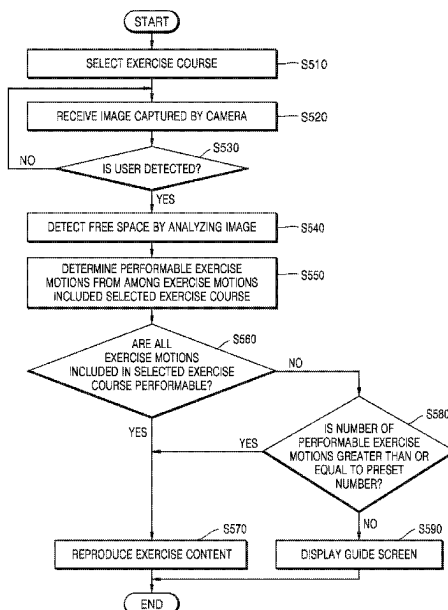 START
SELECT EXERCISE COURSE
S510
RECEIVE IMAGE CAPTURED BY CAMERA
S520
S530
NO
IS USER DETECTED?
YES
DETECT FREE SPACE BY ANALYZING IMAGE
S540
DETERMINE PERFORMABLE EXERCISE
MOTIONS FROM AMONG EXERCISE MOTIONS
INCLUDED SELECTED EXERCISE COURSE
S550
S560
ARE ALL
EXERCISE MOTIONS
INCLUDED IN SELECTED EXERCISE
COURSE PERFORMABLE?
NO
S580
YES
YES
IS NUMBER OF
PERFORMABLE EXERCISE
MOTIONS GREATER THAN OR
EQUAL TO PRESET
NUMBER?
NO
S570
REPRODUCE EXERCISE CONTENT
S590
DISPLAY GUIDE SCREEN
END